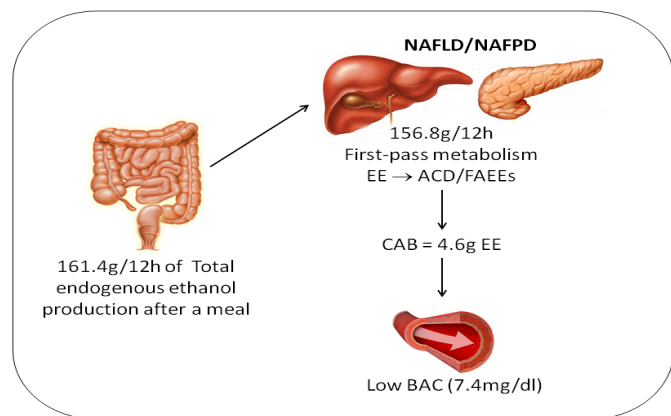 NAFLD/NAFPD
156.8g/12h
First-pass metabolism
EE → ACD/FAEEs
CAB = 4.6g EE
161.4g/12h of Total
endogenous ethanol
production after a meal
Low BAC (7.4mg/dl)